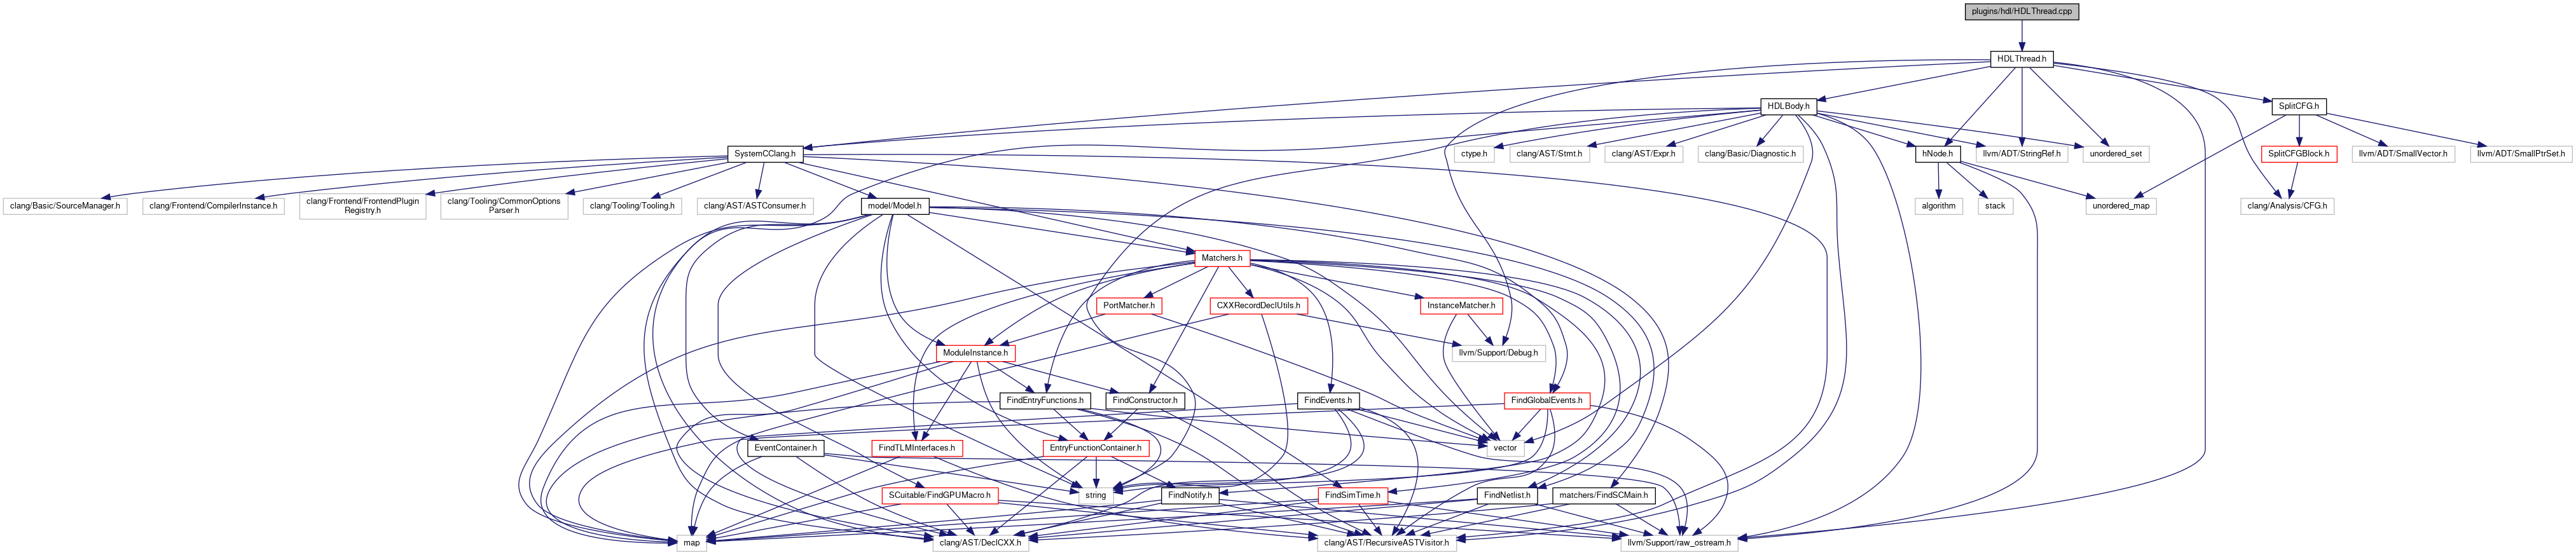 plugins/hdl/HDLThread.cpp
HDLThread.h
HDLBody.h
SplitCFG.h
SystemCClang.h
ctype.h
clang/AST/Stmt.h
clang/AST/Expr.h
clang/Basic/Diagnostic.h
hNode.h
llvm/ADT/StringRef.h
unordered_set
SplitCFGBlock.h
llvm/ADT/SmallVector.h
llvm/ADT/SmallPtrSet.h
clang/Basic/SourceManager.h
clang/Frontend/CompilerInstance.h
clang/Frontend/FrontendPlugin
Registry.h
clang/Tooling/CommonOptions
Parser.h
clang/Tooling/Tooling.h
clang/AST/ASTConsumer.h
model/Model.h
algorithm
stack
unordered_map
clang/Analysis/CFG.h
Matchers.h
PortMatcher.h
CXXRecordDeclUtils.h
InstanceMatcher.h
ModuleInstance.h
llvm/Support/Debug.h
FindEntryFunctions.h
FindConstructor.h
FindEvents.h
FindGlobalEvents.h
EventContainer.h
FindTLMInterfaces.h
EntryFunctionContainer.h
vector
SCuitable/FindGPUMacro.h
string
FindNotify.h
FindSimTime.h
FindNetlist.h
matchers/FindSCMain.h
map
clang/AST/DeclCXX.h
clang/AST/RecursiveASTVisitor.h
llvm/Support/raw_ostream.h